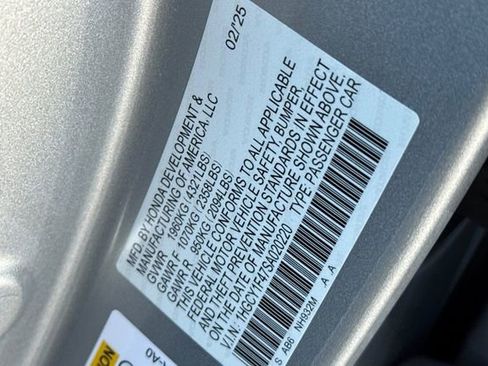 MFD BY HONDA DEVELOPMENT &
MANUFACTURING OF AMERICA, LLC 02/25
GVWR 1960KG(4321LBS)
GAWR F 1070KG(2359LBS)
GAWR R 950KG(2094LBS)
THIS VEHICLE CONFORMS TO ALL APPLICABLE
FEDERAL MOTOR VEHICLE SAFETY, BUMPER,
AND THEFT PREVENTION STANDARDS IN EFFECT
ON THE DATE OF MANUFACTURE SHOWN ABOVE.
V.I.N.: 1HGCY1F47SA020220 TYPE:PASSENGER CAR
S AB6 NH932M A A
-A0